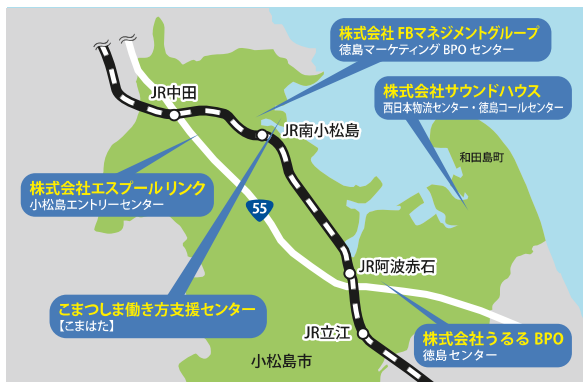 株式会社FBマネジメントグループ
徳島マーケティングBPOセンター
株式会社サウンドハウス
西日本物流センター・徳島コールセンター
JR中田
JR南小松島
和田島町
株式会社エスプールリンク
小松島エントリーセンター
55
JR阿波赤石
こまつしま働き方支援センター
【こまはた】
JR立江
株式会社うるるBPO
徳島センター
小松島市